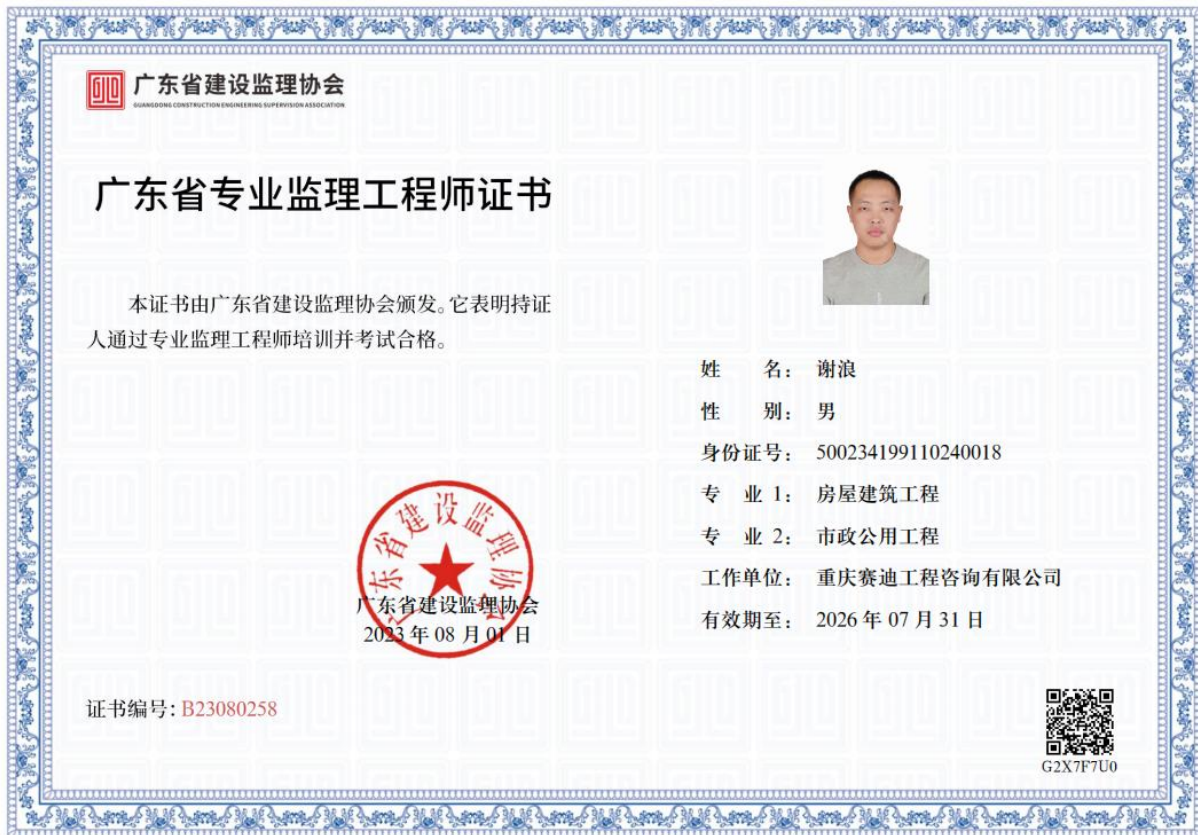 广东省建设监理协会
GUANGDONG CONSTRUCTION ENGINEERING SUPERVISION ASSOCIATION
广东省专业监理工程师证书
本证书由广东省建设监理协会颁发。它表明持证
人通过专业监理工程师培训并考试合格。
姓 名： 谢浪
性 别： 男
身份证号： 500234199110240018
专 业 1： 房屋建筑工程
专 业 2： 市政公用工程
工作单位： 重庆赛迪工程咨询有限公司
有效期至： 2026 年 07 月 31 日
广东省建设监理协会
广东省建设监理协会
2023 年 08 月 01 日
证书编号: B23080258
G2X7F7U0